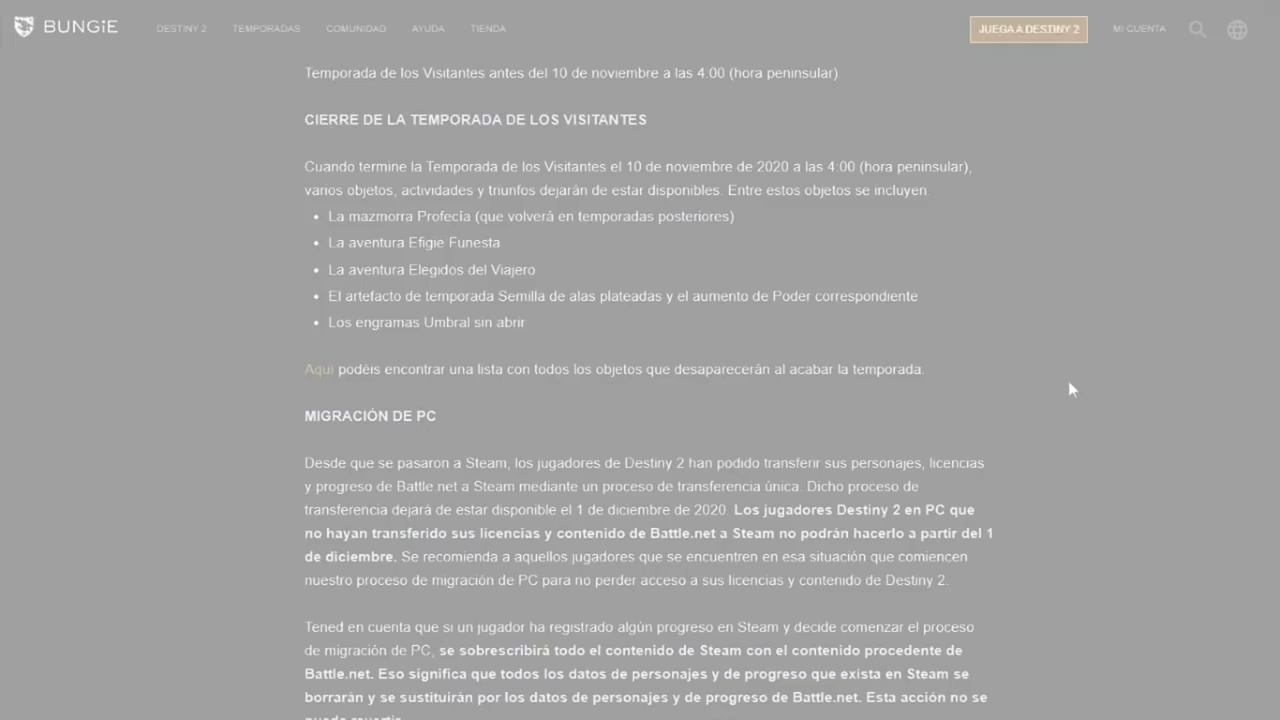 BUNGiE DESTINY 2 TEMPORADAS COMUNIDAD AYUDA TIENDA JUEGA A DESTINY 2 MI CUENTA
Temporada de los Visitantes antes del 10 de noviembre a las 4:00 (hora peninsular)
CIERRE DE LA TEMPORADA DE LOS VISITANTES
Cuando termine la Temporada de los Visitantes el 10 de noviembre de 2020 a las 4:00 (hora peninsular),
varios objetos, actividades y triunfos dejarán de estar disponibles. Entre estos objetos se incluyen:
• La mazmorra Profecía (que volverá en temporadas posteriores)
• La aventura Efigie Funesta
• La aventura Elegidos del Viajero
• El artefacto de temporada Semilla de alas plateadas y el aumento de Poder correspondiente
• Los engramas Umbral sin abrir
Aquí podéis encontrar una lista con todos los objetos que desaparecerán al acabar la temporada.
MIGRACIÓN DE PC
Desde que se pasaron a Steam, los jugadores de Destiny 2 han podido transferir sus personajes, licencias
y progreso de Battle.net a Steam mediante un proceso de transferencia única. Dicho proceso de
transferencia dejará de estar disponible el 1 de diciembre de 2020. Los jugadores Destiny 2 en PC que
no hayan transferido sus licencias y contenido de Battle.net a Steam no podrán hacerlo a partir del 1
de diciembre. Se recomienda a aquellos jugadores que se encuentren en esa situación que comiencen
nuestro proceso de migración de PC para no perder acceso a sus licencias y contenido de Destiny 2.
Tened en cuenta que si un jugador ha registrado algún progreso en Steam y decide comenzar el proceso
de migración de PC, se sobrescribirá todo el contenido de Steam con el contenido procedente de
Battle.net. Eso significa que todos los datos de personajes y de progreso que exista en Steam se
borrarán y se sustituirán por los datos de personajes y de progreso de Battle.net. Esta acción no se
puede revertir.